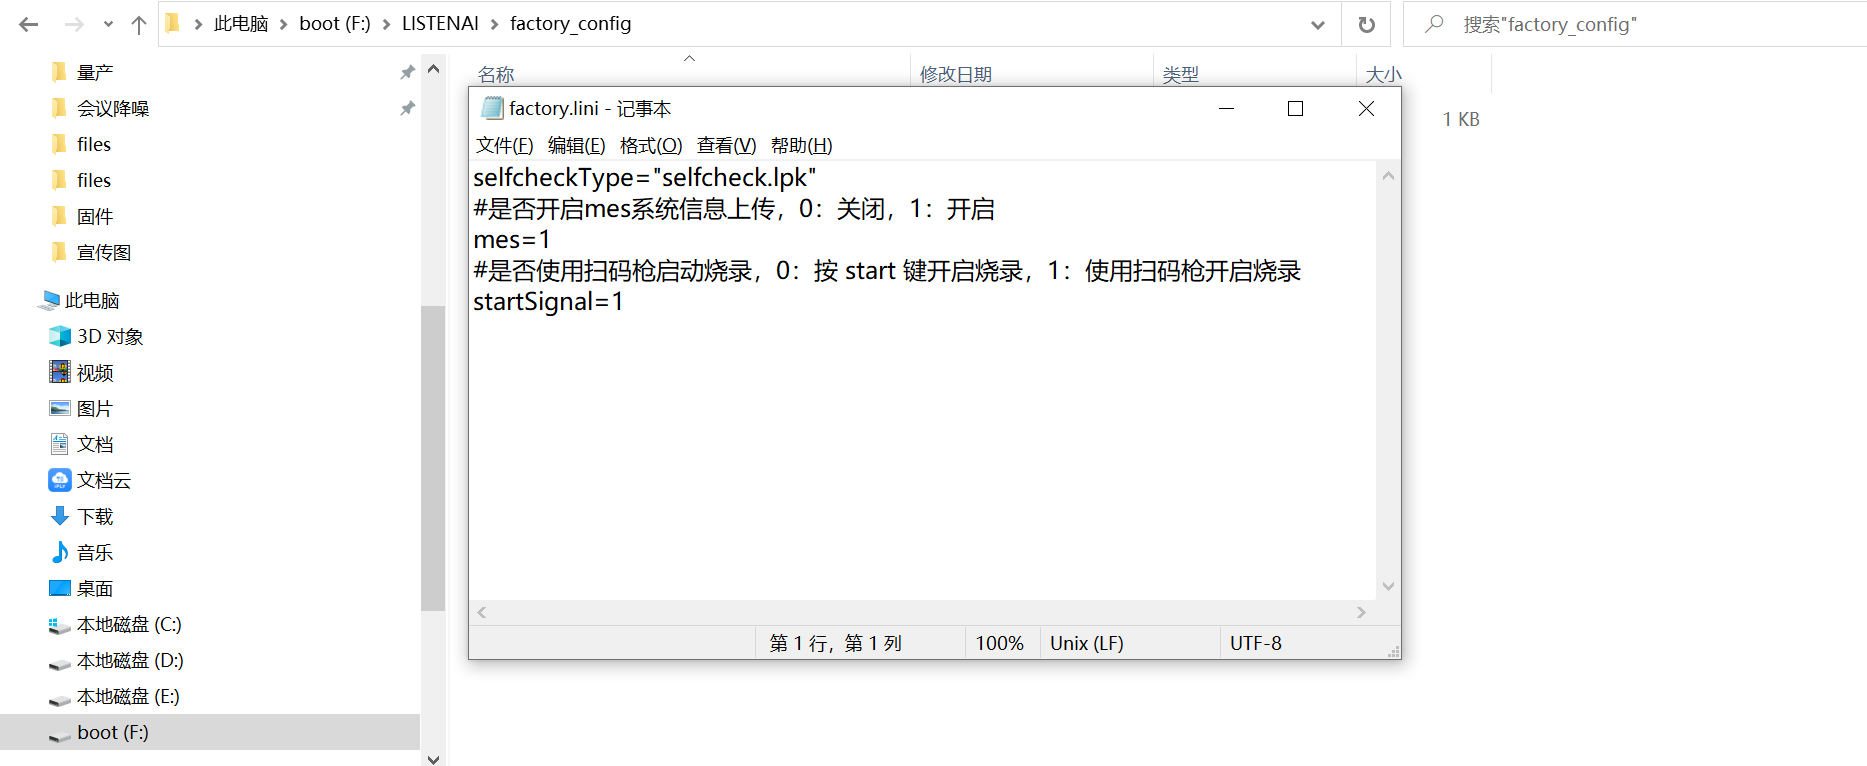 此电脑 boot (F:) LISTENAI factory_config
搜索"factory_config"
量产
会议降噪
files
files
固件
宣传图
此电脑
3D 对象
视频
图片
文档
文档云
下载
音乐
桌面
本地磁盘 (C:)
本地磁盘 (D:)
本地磁盘 (E:)
boot (F:)
名称 修改日期 类型 大小
1 KB
factory.lini - 记事本
文件(F) 编辑(E) 格式(O) 查看(V) 帮助(H)
selfcheckType="selfcheck.lpk"
#是否开启mes系统信息上传，0：关闭，1：开启
mes=1
#是否使用扫码枪启动烧录，0：按 start 键开启烧录，1：使用扫码枪开启烧录
startSignal=1
第 1 行，第 1 列 100% Unix (LF) UTF-8